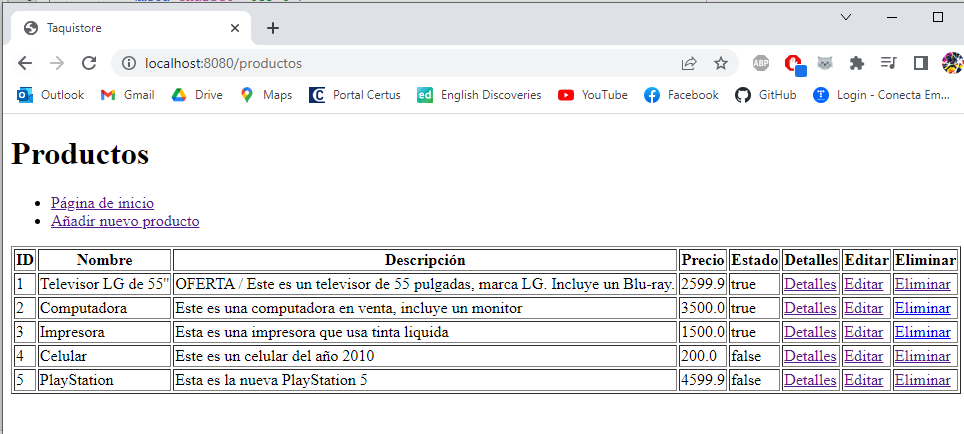 Taquistore
localhost:8080/productos
ABP
Outlook Gmail Drive Maps Portal Certus ed English Discoveries YouTube Facebook GitHub T Login - Conecta Em...
Productos
Página de inicio
Añadir nuevo producto
ID Nombre Descripción Precio Estado Detalles Editar Eliminar
1 Televisor LG de 55" OFERTA / Este es un televisor de 55 pulgadas, marca LG. Incluye un Blu-ray. 2599.9 true Detalles Editar Eliminar
2 Computadora Este es una computadora en venta, incluye un monitor 3500.0 true Detalles Editar Eliminar
3 Impresora Esta es una impresora que usa tinta líquida 1500.0 true Detalles Editar Eliminar
4 Celular Este es un celular del año 2010 200.0 false Detalles Editar Eliminar
5 PlayStation Esta es la nueva PlayStation 5 4599.9 false Detalles Editar Eliminar